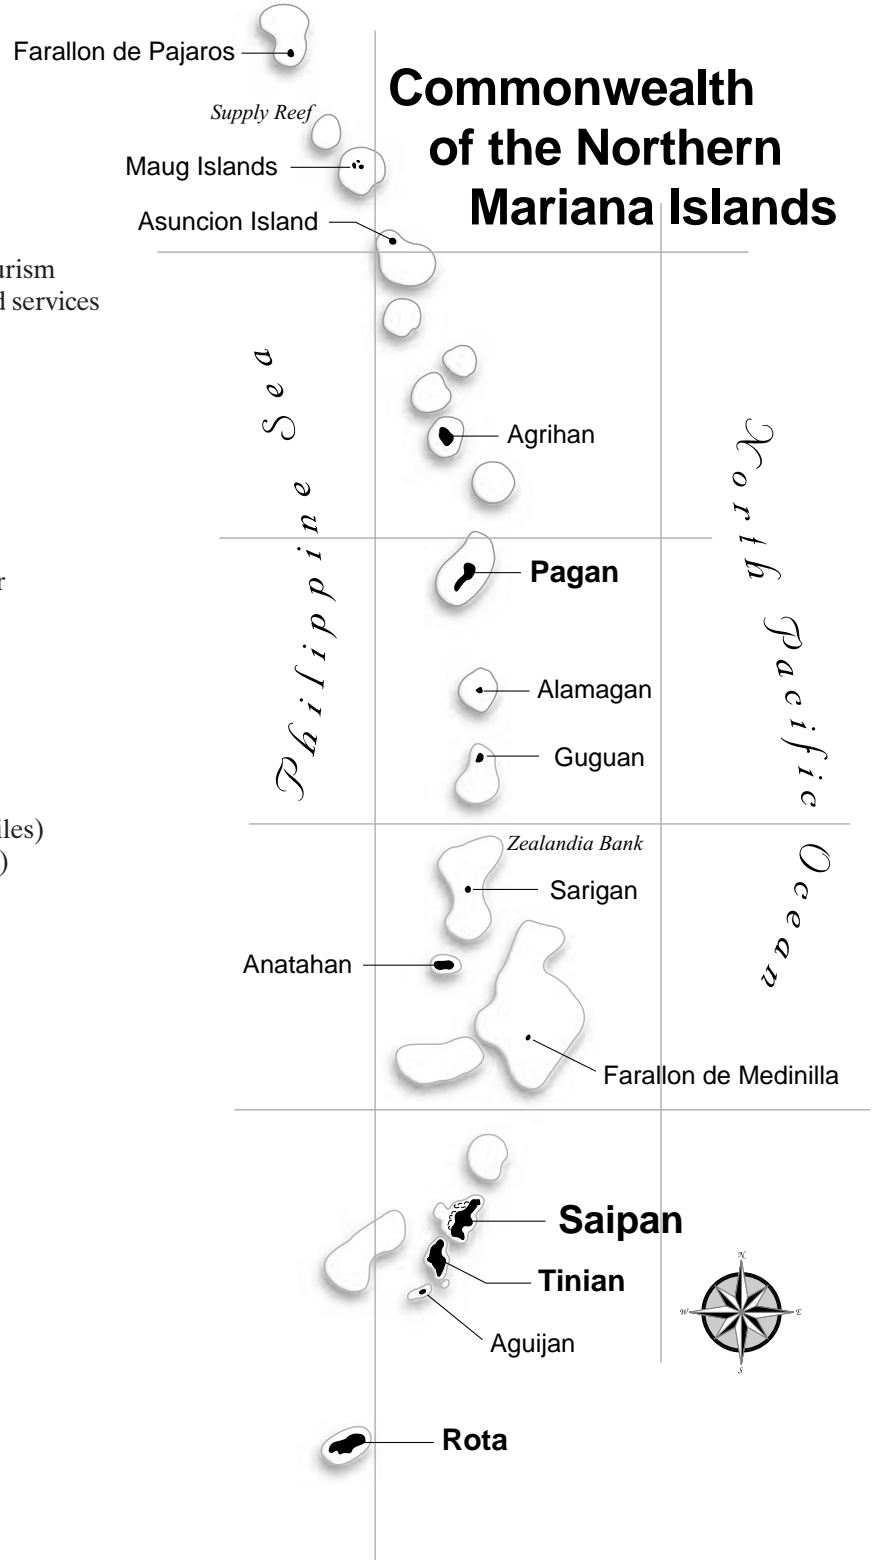 Farallon de Pajaros
Commonwealth
of the Northern
Mariana Islands
Supply Reef
Maug Islands
Asuncion Island
urism
d services
Philippine Sea
North Pacific Ocean
Agrihan
Pagan
r
Alamagan
Guguan
iles)
)
Zealandia Bank
Sarigan
Anatahan
Farallon de Medinilla
Saipan
Tinian
Aguijan
N
W
E
S
Rota